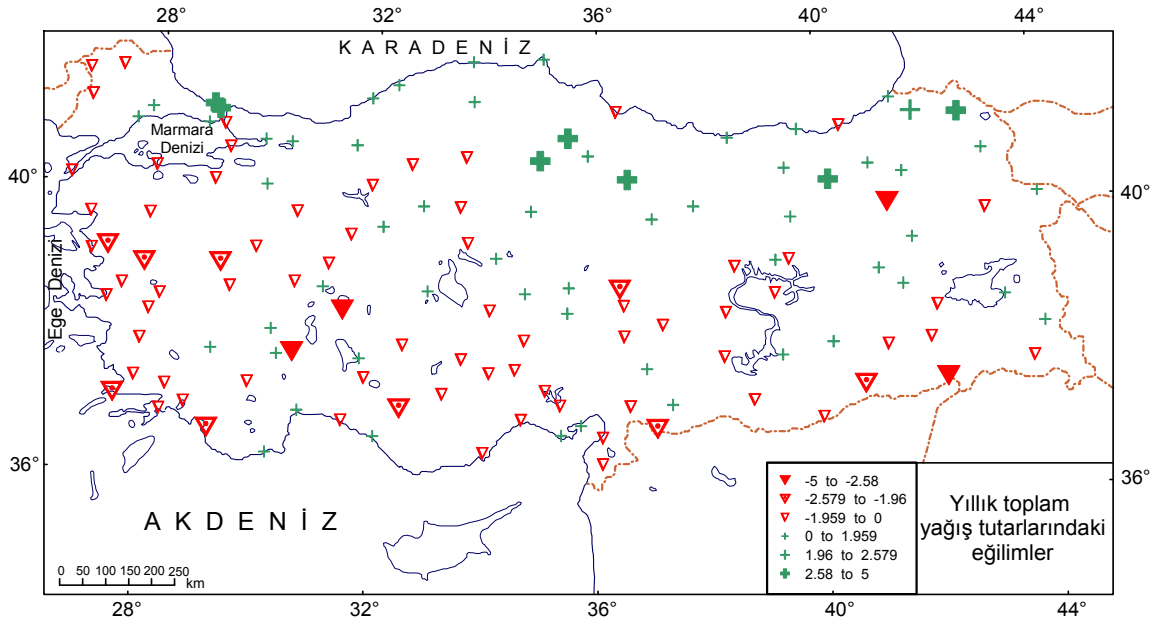 28° 32° 36° 40° 44°
K A R A D E N İ Z
Marmara
Denizi
40° 40°
Ege Denizi
36° 36°
A K D E N İ Z
-5 to -2.58
-2.579 to -1.96
-1.959 to 0
0 to 1.959
1.96 to 2.579
2.58 to 5
Yıllık toplam
yağış tutarlarındaki
eğilimler
0 50 100 150 200 250
km
28° 32° 36° 40° 44°